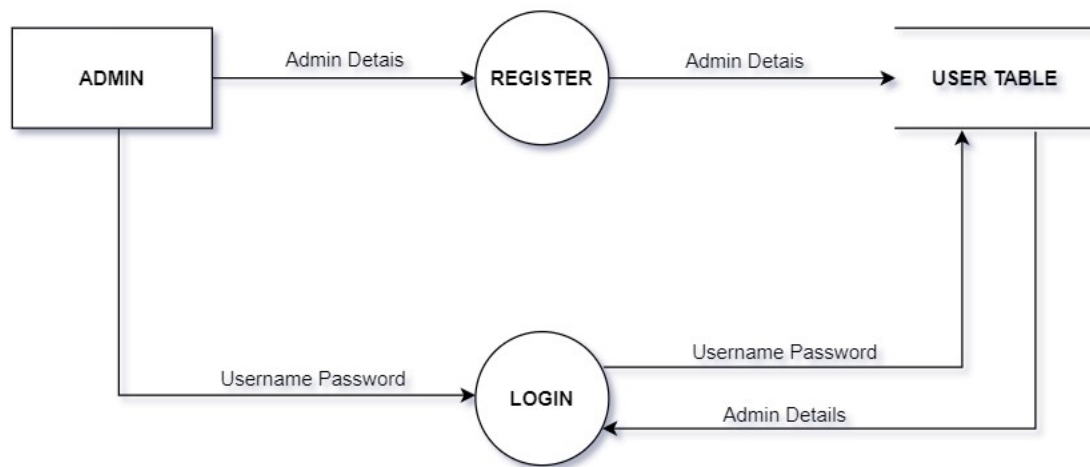 ADMIN
Admin Detais
REGISTER
Admin Detais
USER TABLE
Username Password
Username Password
LOGIN
Admin Details